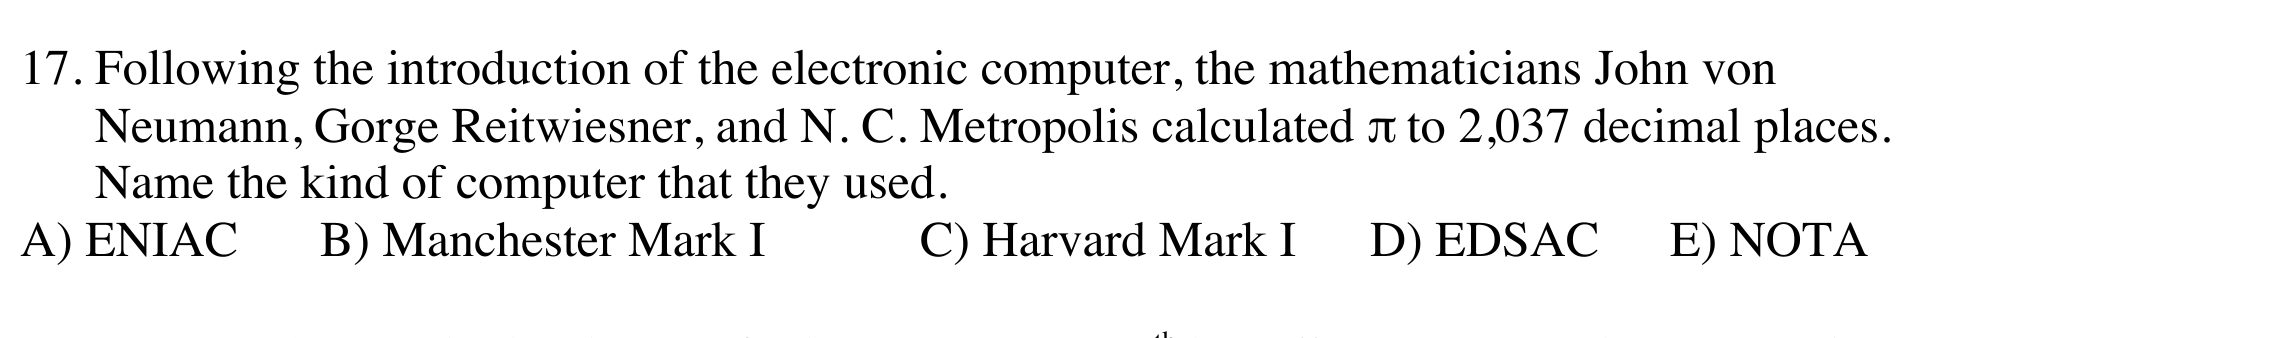 17. Following the introduction of the electronic computer, the mathematicians John von
Neumann, Gorge Reitwiesner, and N. C. Metropolis calculated π to 2,037 decimal places.
Name the kind of computer that they used.
A) ENIAC B) Manchester Mark I C) Harvard Mark I D) EDSAC E) NOTA